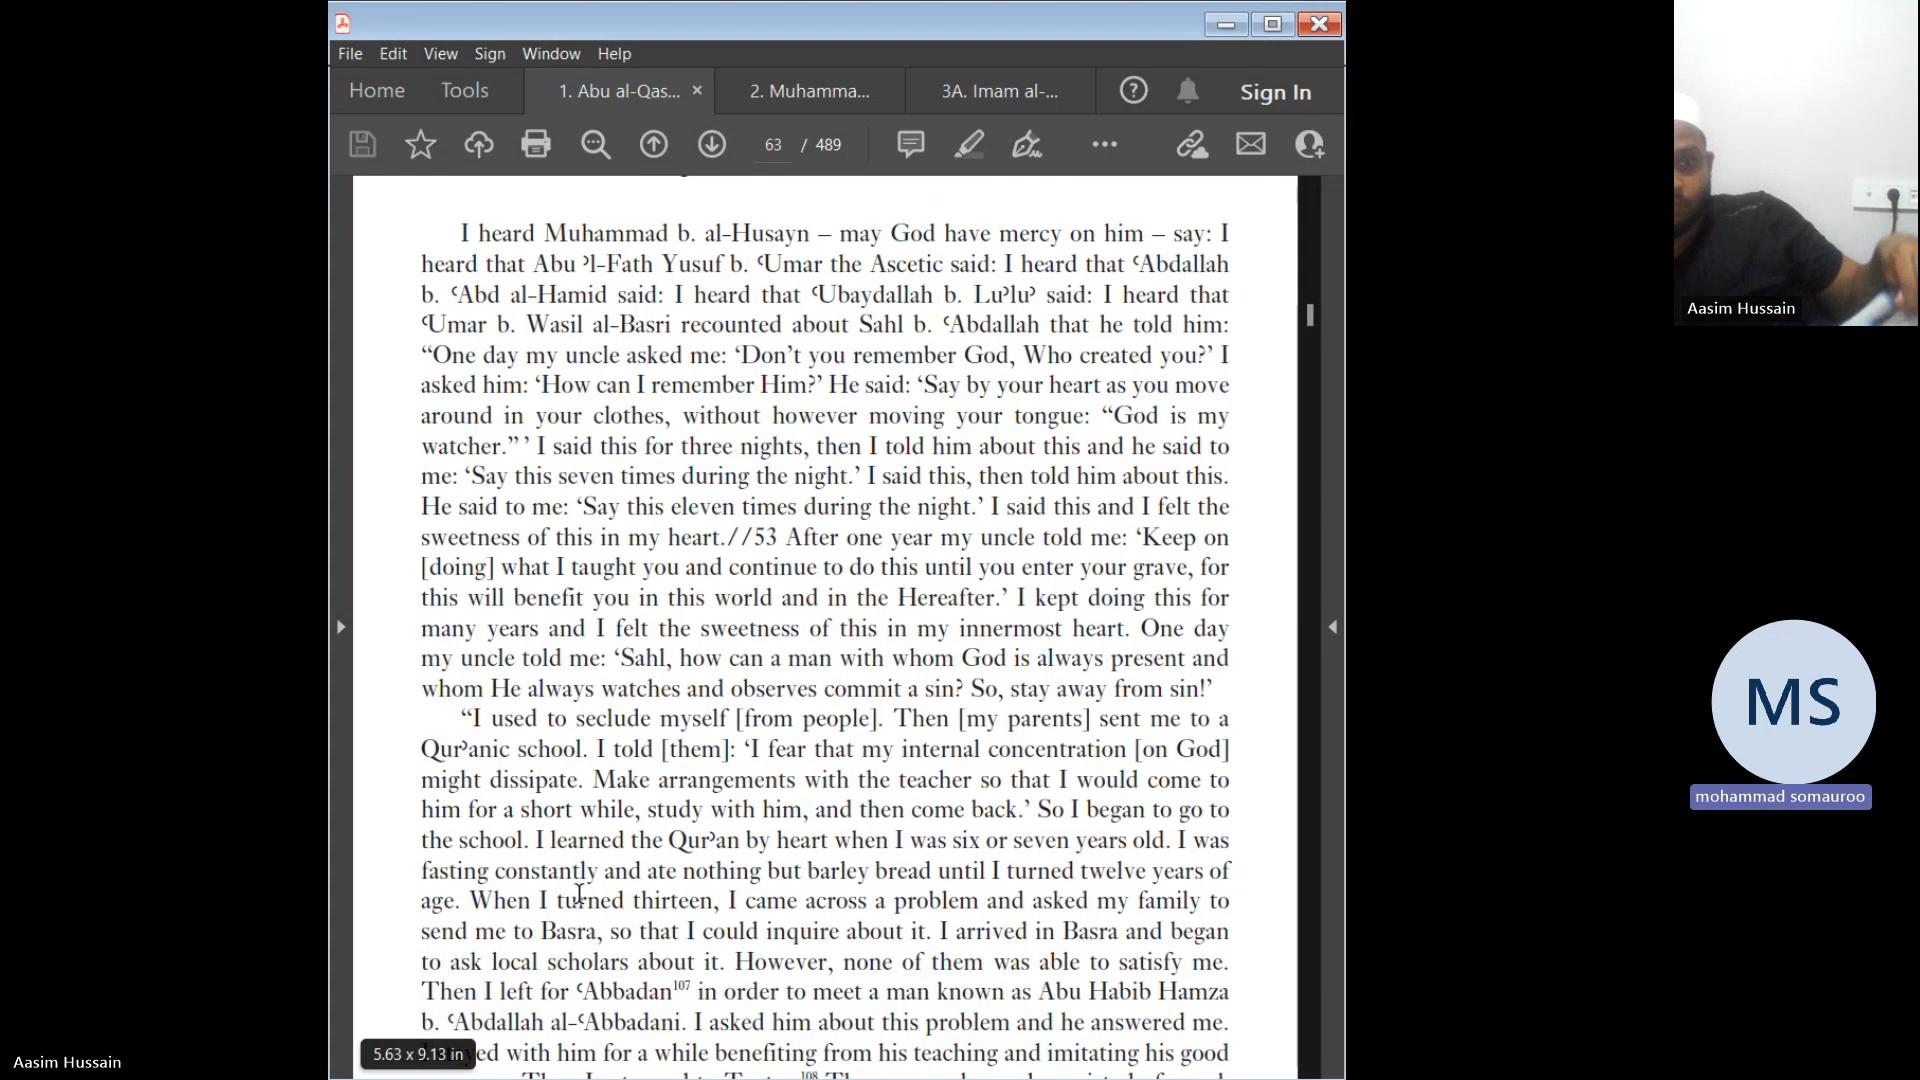 File Edit View Sign Window Help
Home Tools 1. Abu al-Qas... × 2. Muhamma... 3A. Imam al-... Sign In
63 / 489
I heard Muhammad b. al-Husayn – may God have mercy on him – say: I
heard that Abu ʾl-Fath Yusuf b. ʿUmar the Ascetic said: I heard that ʿAbdallah
b. ʿAbd al-Hamid said: I heard that ʿUbaydallah b. Luʾluʾ said: I heard that
ʿUmar b. Wasil al-Basri recounted about Sahl b. ʿAbdallah that he told him:
“One day my uncle asked me: ‘Don’t you remember God, Who created you?’ I
asked him: ‘How can I remember Him?’ He said: ‘Say by your heart as you move
around in your clothes, without however moving your tongue: “God is my
watcher.” ’ I said this for three nights, then I told him about this and he said to
me: ‘Say this seven times during the night.’ I said this, then told him about this.
He said to me: ‘Say this eleven times during the night.’ I said this and I felt the
sweetness of this in my heart.//53 After one year my uncle told me: ‘Keep on
[doing] what I taught you and continue to do this until you enter your grave, for
this will benefit you in this world and in the Hereafter.’ I kept doing this for
many years and I felt the sweetness of this in my innermost heart. One day
my uncle told me: ‘Sahl, how can a man with whom God is always present and
whom He always watches and observes commit a sin? So, stay away from sin!’
“I used to seclude myself [from people]. Then [my parents] sent me to a
Qurʾanic school. I told [them]: ‘I fear that my internal concentration [on God]
might dissipate. Make arrangements with the teacher so that I would come to
him for a short while, study with him, and then come back.’ So I began to go to
the school. I learned the Qurʾan by heart when I was six or seven years old. I was
fasting constantly and ate nothing but barley bread until I turned twelve years of
age. When I turned thirteen, I came across a problem and asked my family to
send me to Basra, so that I could inquire about it. I arrived in Basra and began
to ask local scholars about it. However, none of them was able to satisfy me.
Then I left for ʿAbbadan107 in order to meet a man known as Abu Habib Hamza
b. ʿAbdallah al-ʿAbbadani. I asked him about this problem and he answered me.
with him for a while benefiting from his teaching and imitating his good
5.63 x 9.13 in
Aasim Hussain
MS
mohammad somauroo
Aasim Hussain